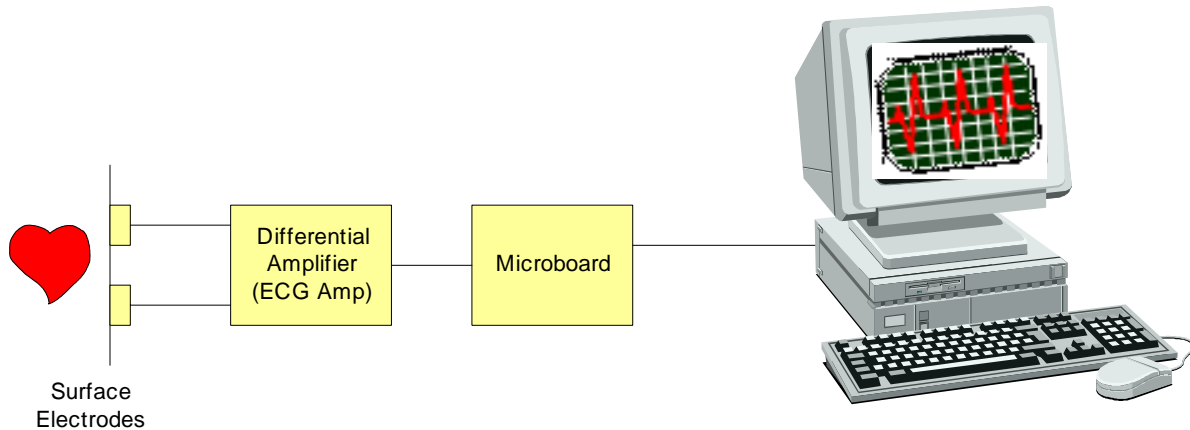 Differential
Amplifier
(ECG Amp)
Microboard
Surface
Electrodes